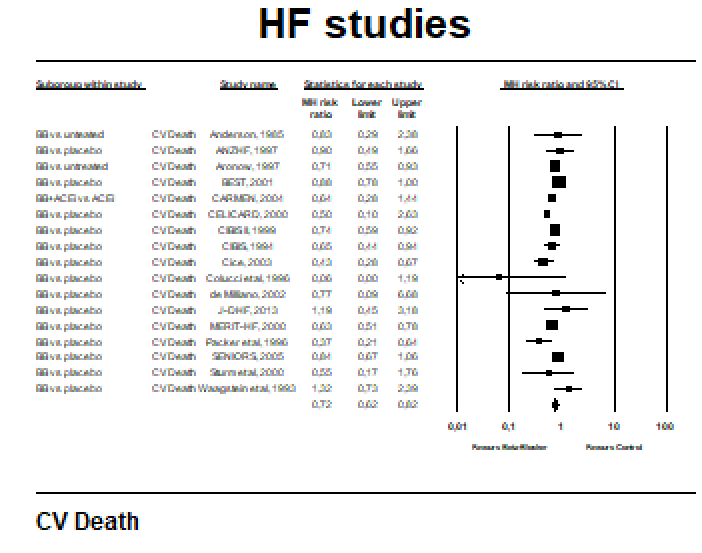 HF studies
Subgroup within study Study name Statistics for each study MH risk ratio and 95% CI
MH risk ratio Lower limit Upper limit
BB vs untreated CV Death Anderson, 1985 0,83 0,29 2,38
BB vs placebo CV Death ANZHF, 1997 0,90 0,49 1,66
BB vs untreated CV Death Aronow, 1997 0,71 0,55 0,93
BB vs placebo CV Death BEST, 2001 0,88 0,78 1,00
BB+ACEI vs ACEI CV Death CARMEN, 2004 0,64 0,28 1,44
BB vs placebo CV Death CELICARD, 2000 0,50 0,10 2,63
BB vs placebo CV Death CIBIS II, 1999 0,74 0,59 0,92
BB vs placebo CV Death CIBIS, 1994 0,65 0,44 0,94
BB vs placebo CV Death Cice, 2003 0,43 0,28 0,67
BB vs placebo CV Death Colucci et al, 1996 0,06 0,00 1,19
BB vs placebo CV Death de Milliano, 2002 0,77 0,09 6,68
BB vs placebo CV Death J-DHF, 2013 1,19 0,45 3,18
BB vs placebo CV Death MERIT-HF, 2000 0,63 0,51 0,78
BB vs placebo CV Death Packer et al, 1996 0,37 0,21 0,64
BB vs placebo CV Death SENIORS, 2005 0,84 0,67 1,06
BB vs placebo CV Death Sturm et al, 2000 0,55 0,17 1,76
BB vs placebo CV Death Waagstein et al, 1993 1,32 0,73 2,39
0,72 0,62 0,82
0,01 0,1 1 10 100
Favours Beta-Blocker Favours Control
CV Death